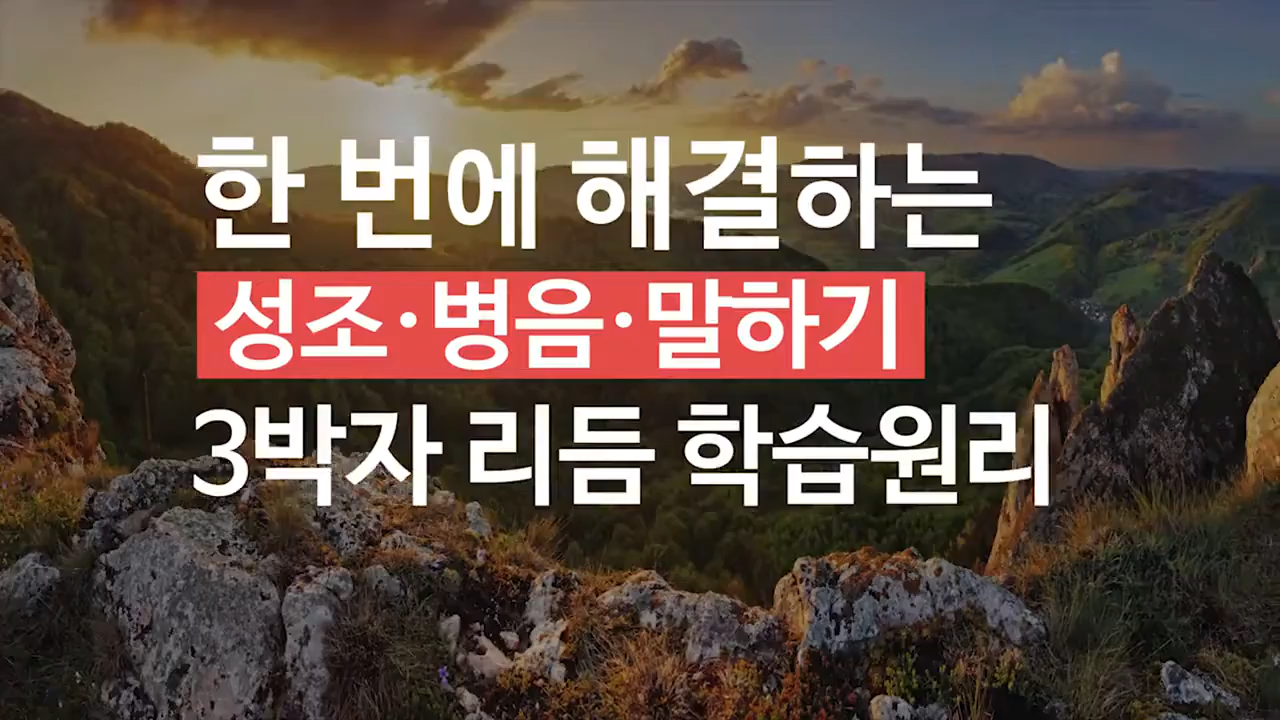 한 번에 해결하는
성조·병음·말하기
3박자 리듬 학습원리